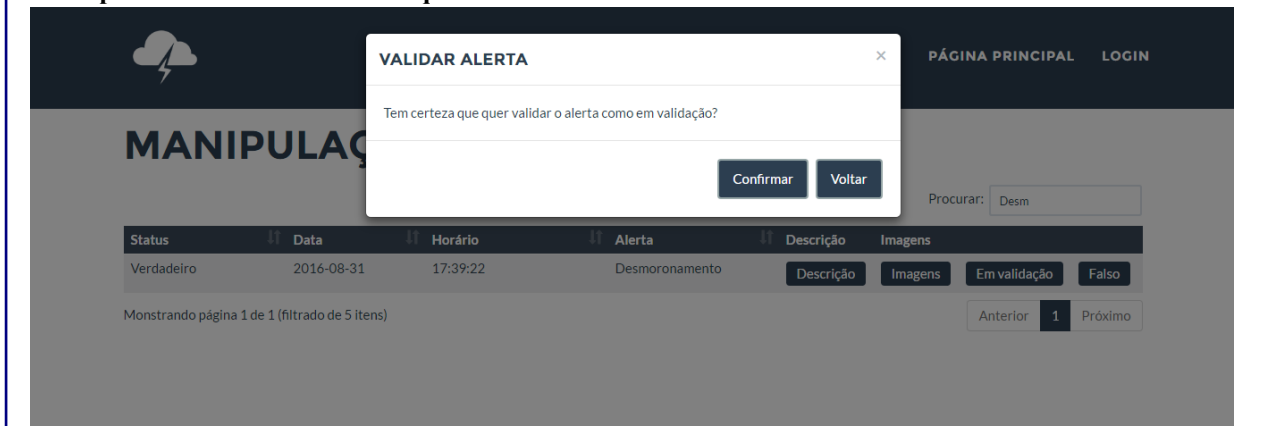 VALIDAR ALERTA ×
PÁGINA PRINCIPAL LOGIN
Tem certeza que quer validar o alerta como em validação?
MANIPULAÇ
Confirmar Voltar
Procurar: Desm
Status Data Horário Alerta Descrição Imagens
Verdadeiro 2016-08-31 17:39:22 Desmoronamento Descrição Imagens Em validação Falso
Monstrando página 1 de 1 (filtrado de 5 itens) Anterior 1 Próximo